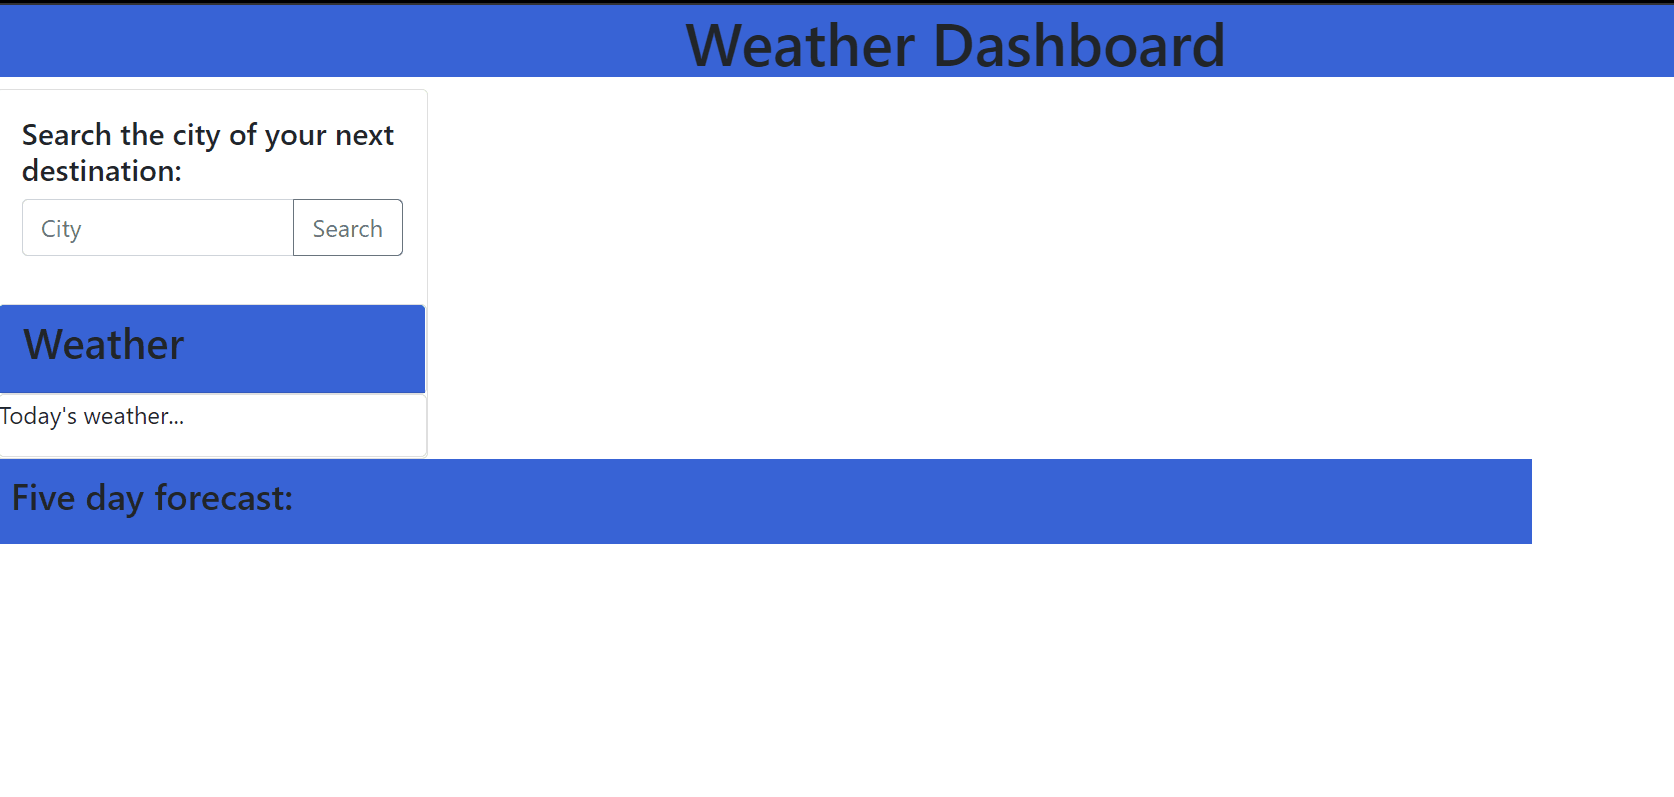 Weather Dashboard
Search the city of your next
destination:
City
Search
Weather
Today's weather...
Five day forecast: